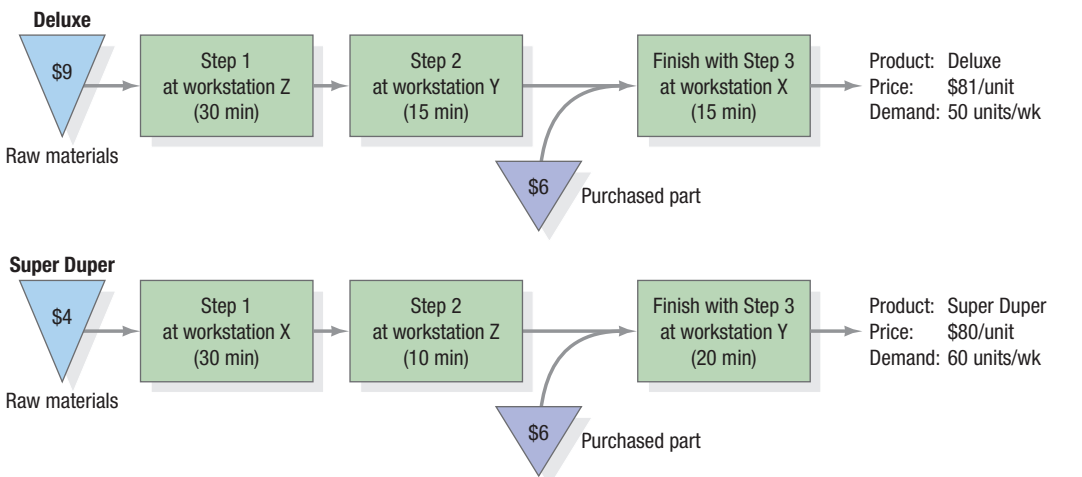 Deluxe
$9
Raw materials
Step 1
at workstation Z
(30 min)
Step 2
at workstation Y
(15 min)
$6
Purchased part
Finish with Step 3
at workstation X
(15 min)
Product: Deluxe
Price: $81/unit
Demand: 50 units/wk
Super Duper
$4
Raw materials
Step 1
at workstation X
(30 min)
Step 2
at workstation Z
(10 min)
$6
Purchased part
Finish with Step 3
at workstation Y
(20 min)
Product: Super Duper
Price: $80/unit
Demand: 60 units/wk